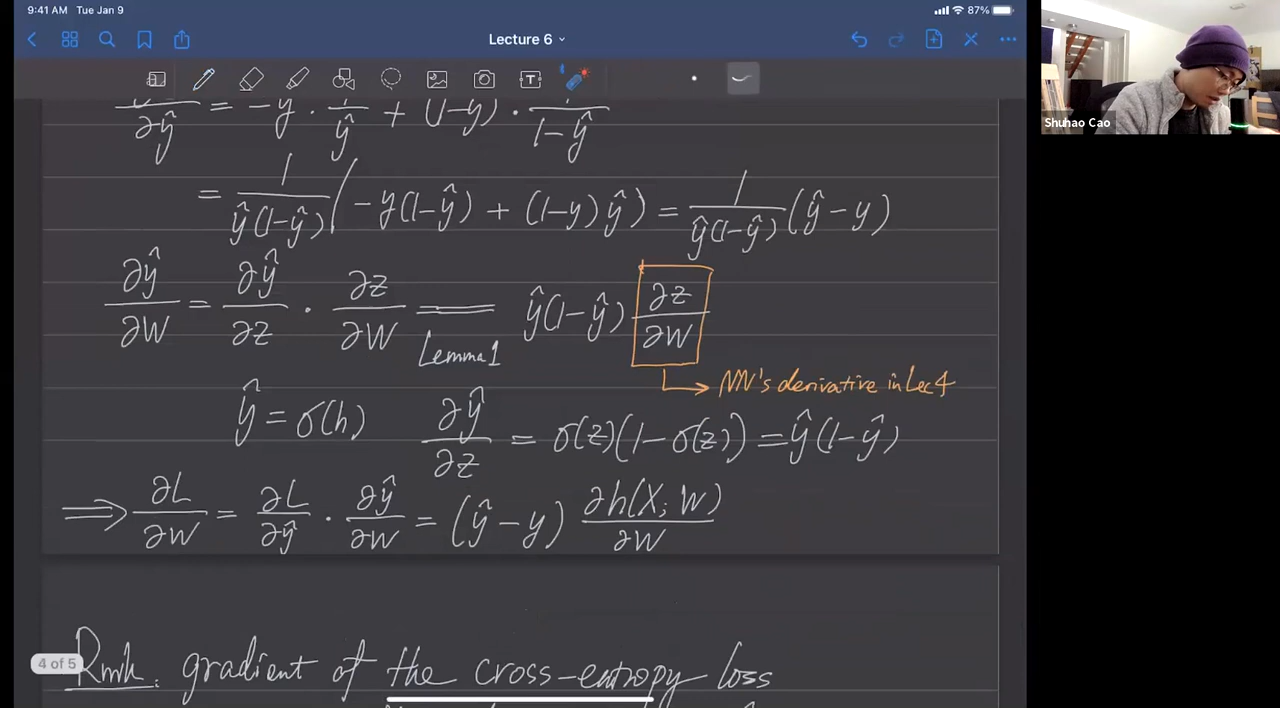 9:41 AM Tue Jan 9
87%
Lecture 6
Shuhao Cao
∂ŷ = -y · ŷ + (1-y) · 1/(1-ŷ)
= 1/(ŷ(1-ŷ)) (-y(1-ŷ) + (1-y)ŷ) = 1/(ŷ(1-ŷ)) (ŷ-y)
∂ŷ/∂W = ∂ŷ/∂z · ∂z/∂W = ŷ(1-ŷ) ∂z/∂W
Lemma 1
NN's derivative in Lec 4
ŷ = σ(h) ∂ŷ/∂z = σ(z)(1-σ(z)) = ŷ(1-ŷ)
⟹ ∂L/∂W = ∂L/∂ŷ · ∂ŷ/∂W = (ŷ-y) ∂h(X; W)/∂W
4 of 5
Rmk. gradient of the cross-entropy loss